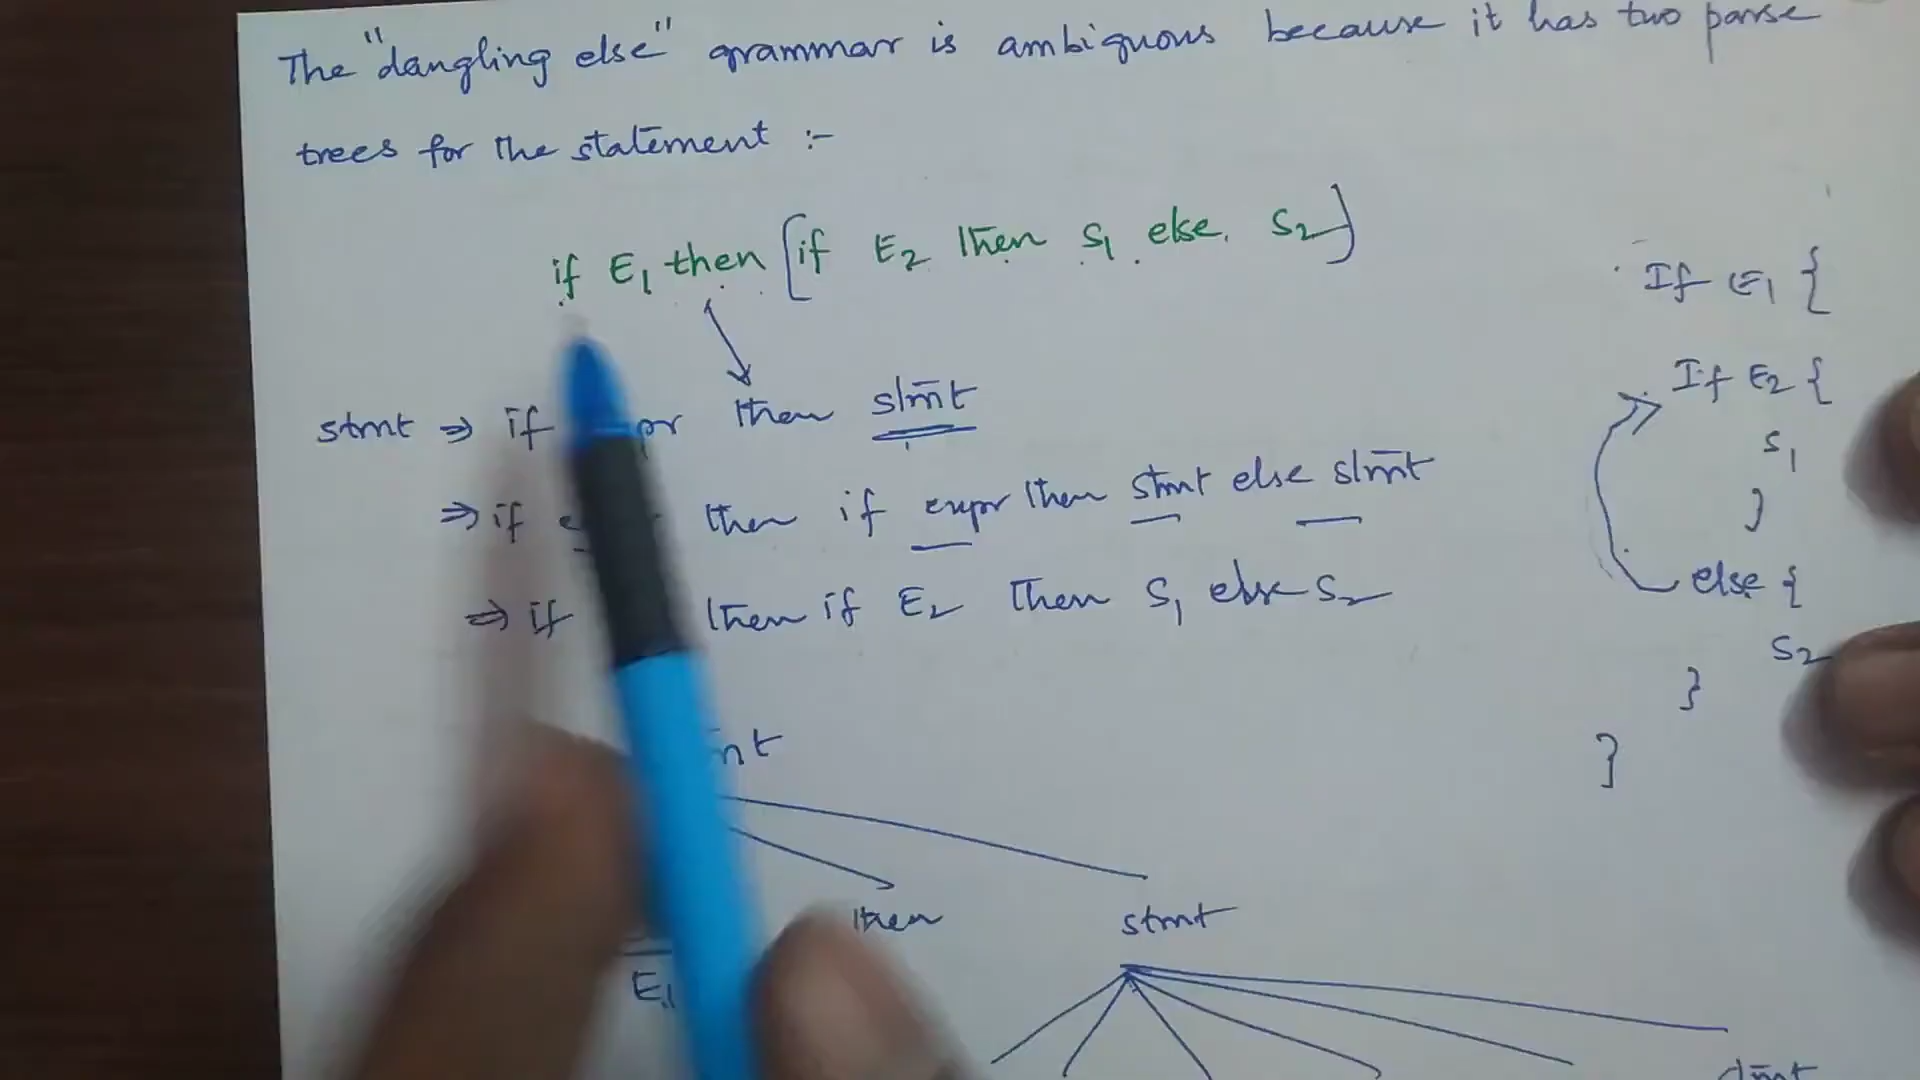 The "dangling else" grammar is ambiguous because it has two parse
trees for the statement :-
if E1 then [if E2 then S1 else S2]
stmt ⇒ if then stmt
⇒ if then if expr then stmt else stmt
⇒ if then if E2 then S1 else S2
then stmt
E1
If E1 {
If E2 {
S1
}
else {
S2
}
}